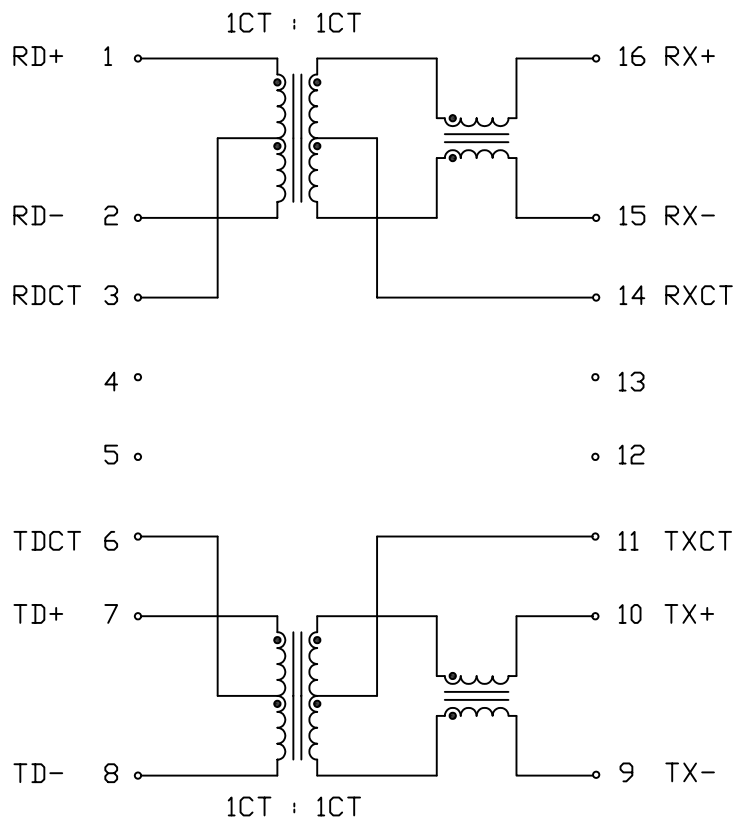 1CT : 1CT
RD+ 1 16 RX+
RD- 2 15 RX-
RDCT 3 14 RXCT
4 13
5 12
TDCT 6 11 TXCT
TD+ 7 10 TX+
TD- 8 9 TX-
1CT : 1CT